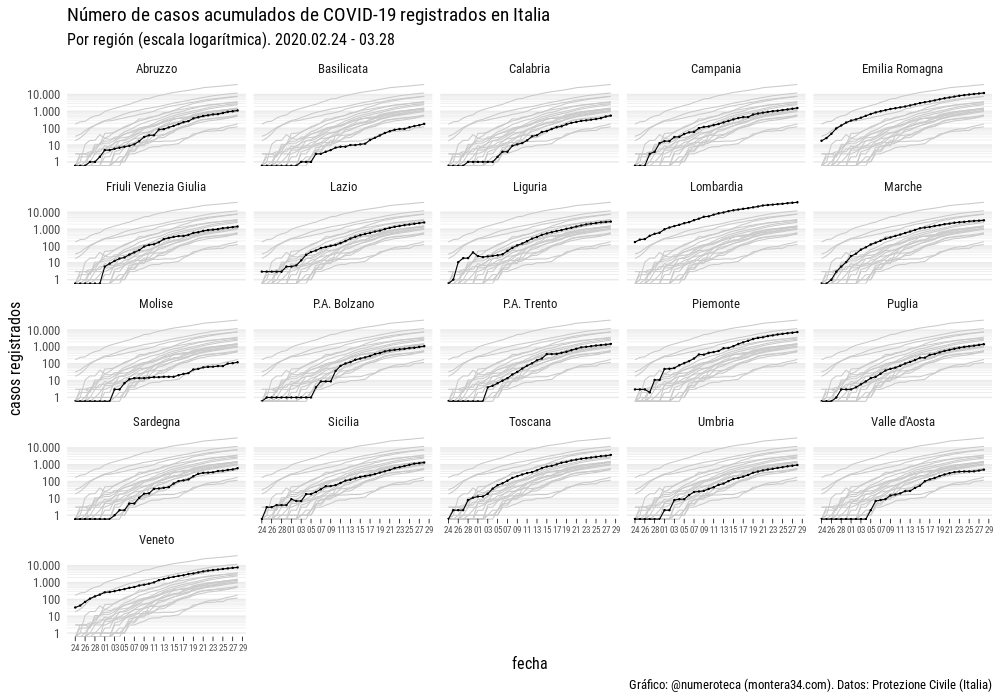 Número de casos acumulados de COVID-19 registrados en Italia
Por región (escala logarítmica). 2020.02.24 - 03.28
Abruzzo Basilicata Calabria Campania Emilia Romagna
10.000
1.000
100
10
1
Friuli Venezia Giulia Lazio Liguria Lombardia Marche
10.000
1.000
100
10
1
Molise P.A. Bolzano P.A. Trento Piemonte Puglia
10.000
1.000
100
10
1
Sardegna Sicilia Toscana Umbria Valle d'Aosta
10.000
1.000
100
10
1
24 26 28 01 03 05 07 09 11 13 15 17 19 21 23 25 27 29 24 26 28 01 03 05 07 09 11 13 15 17 19 21 23 25 27 29 24 26 28 01 03 05 07 09 11 13 15 17 19 21 23 25 27 29 24 26 28 01 03 05 07 09 11 13 15 17 19 21 23 25 27 29
Veneto
10.000
1.000
100
10
1
24 26 28 01 03 05 07 09 11 13 15 17 19 21 23 25 27 29
casos registrados
fecha
Gráfico: @numeroteca (montera34.com). Datos: Protezione Civile (Italia)